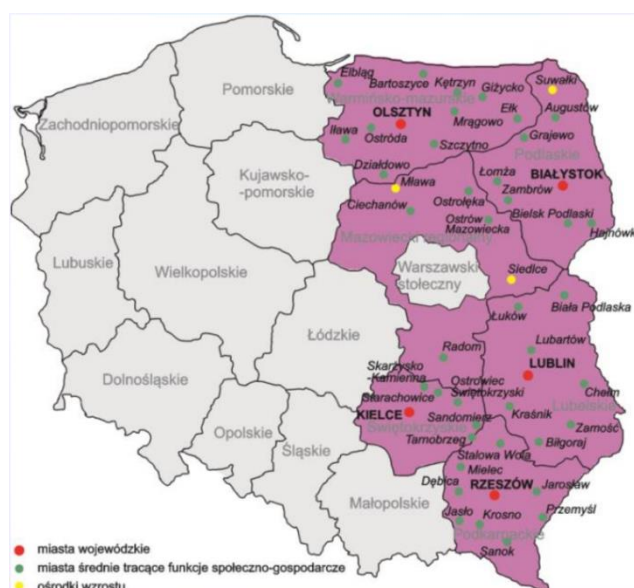 Pomorskie
Zachodniopomorskie
Kujawsko-
-pomorskie
Lubuskie
Wielkopolskie
Łódzkie
Dolnośląskie
Opolskie
Śląskie
Małopolskie
Elbląg
Bartoszyce
Kętrzyn
Giżycko
Suwałki
Warmińsko-mazurskie
OLSZTYN
Mrągowo
Ełk
Augustów
Iława
Ostróda
Szczytno
Grajewo
Podlaskie
Działdowo
Mława
Ciechanów
Ostrołęka
Łomża
Zambrów
BIAŁYSTOK
Ostrów
Mazowiecka
Bielsk Podlaski
Hajnówka
Mazowiecki regionalny
Warszawski
stołeczny
Siedlce
Łuków
Biała Podlaska
Radom
Lubartów
LUBLIN
Skarżysko
-Kamienna
Ostrowiec
Świętokrzyski
Starachowice
KIELCE
Świętokrzyskie
Sandomierz
Tarnobrzeg
Kraśnik
Chełm
Lubelskie
Zamość
Biłgoraj
Stalowa Wola
Mielec
Dębica
RZESZÓW
Jarosław
Przemyśl
Jasło
Krosno
Podkarpackie
Sanok
miasta wojewódzkie
miasta średnie tracące funkcje społeczno-gospodarcze
ośrodki wzrostu